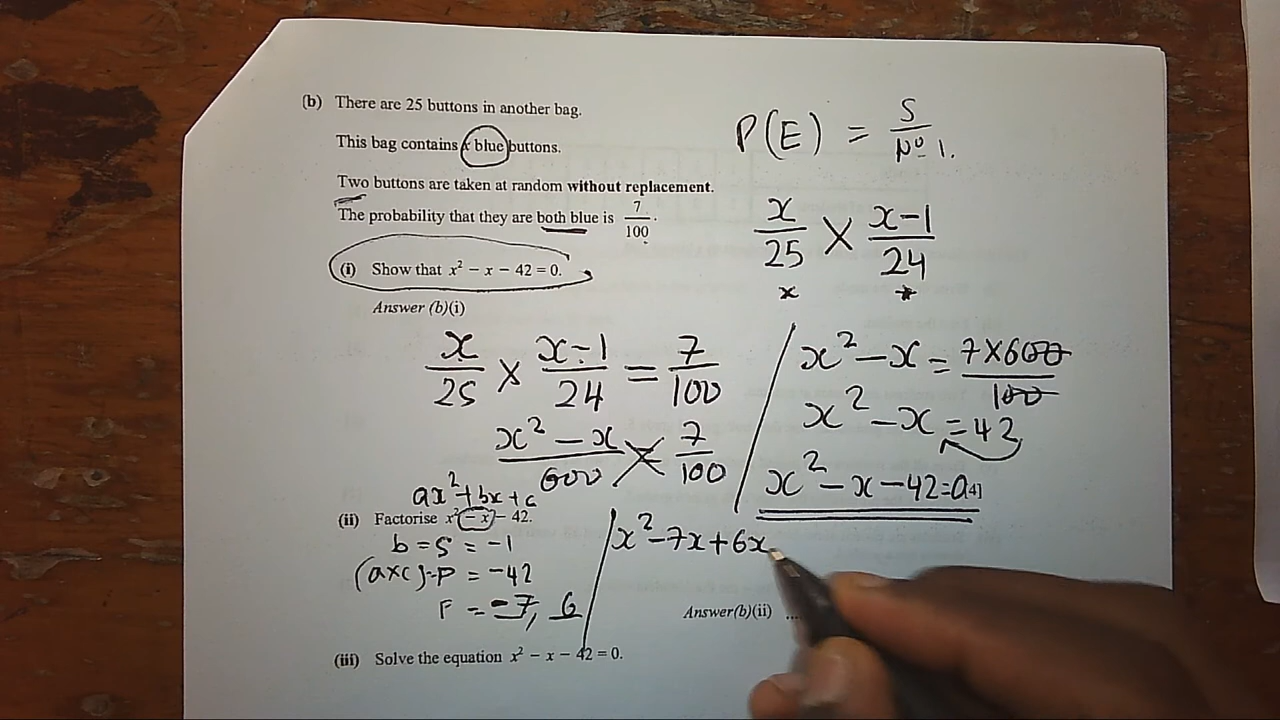 (b) There are 25 buttons in another bag.
This bag contains x blue buttons.
Two buttons are taken at random without replacement.
The probability that they are both blue is 7/100.
(i) Show that x² − x − 42 = 0.
Answer (b)(i)
P(E) = S/Nº 1.
x/25 × (x−1)/24
x *
x/25 × (x−1)/24 = 7/100
(x² − x)/600 × 7/100
x² − x = (7×600)/100
x² − x = 42
x² − x − 42 = 0
[4]
ax² + bx + c
(ii) Factorise x² − x − 42.
b = S = −1
(a×c) = P = −42
F = −7, 6
x² − 7x + 6x
Answer(b)(ii) ...
(iii) Solve the equation x² − x − 42 = 0.